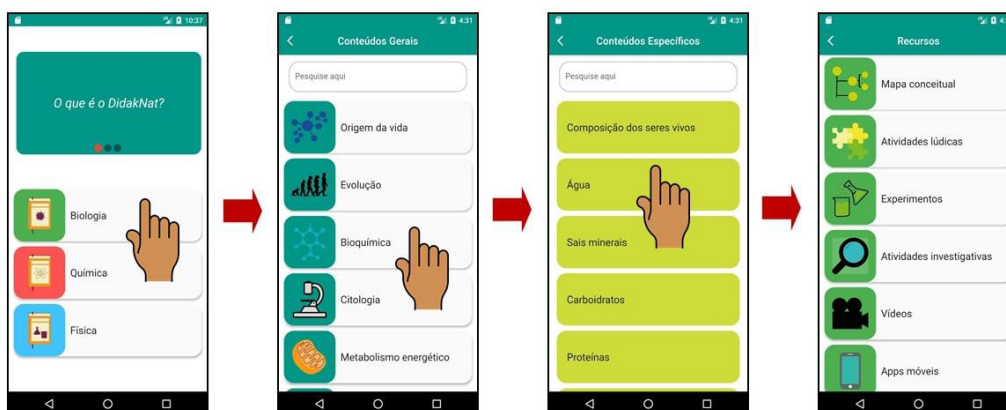 10:37
O que é o DidakNat?
Biologia
Química
Física
4:31
Conteúdos Gerais
Pesquise aqui
Origem da vida
Evolução
Bioquímica
Citologia
Metabolismo energético
4:31
Conteúdos Específicos
Pesquise aqui
Composição dos seres vivos
Água
Sais minerais
Carboidratos
Proteínas
Recursos
Mapa conceitual
Atividades lúdicas
Experimentos
Atividades investigativas
Vídeos
Apps móveis